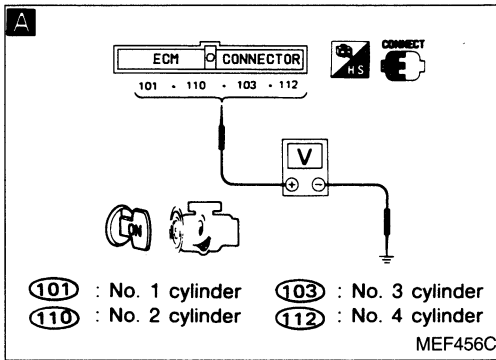 A
ECM CONNECTOR
101 - 110 - 103 - 112
H S
CONNECT
V
+ -
ON
101 : No. 1 cylinder
103 : No. 3 cylinder
110 : No. 2 cylinder
112 : No. 4 cylinder
MEF456C